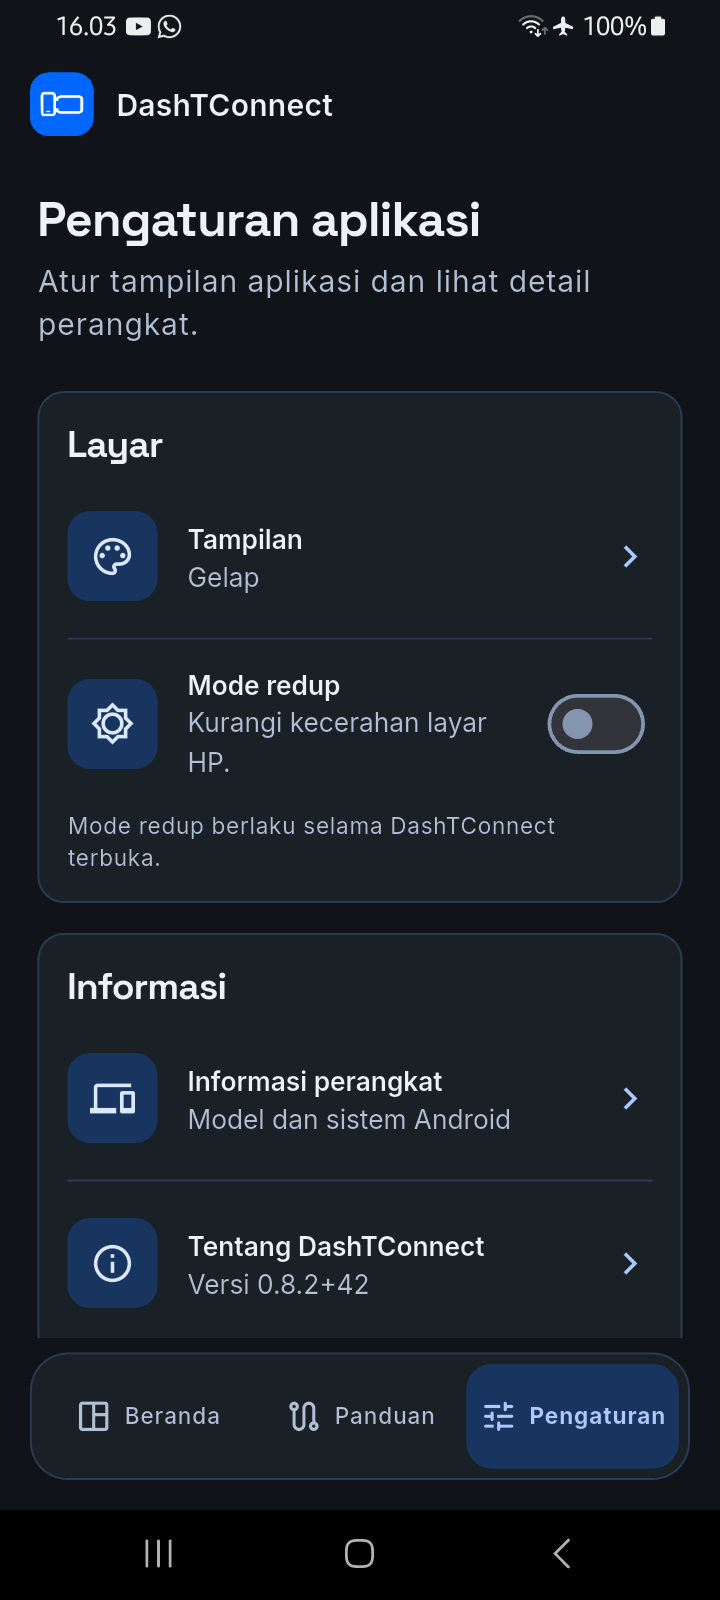 16.03
100%
DashTConnect
Pengaturan aplikasi
Atur tampilan aplikasi dan lihat detail
perangkat.
Layar
Tampilan
Gelap
Mode redup
Kurangi kecerahan layar
HP.
Mode redup berlaku selama DashTConnect
terbuka.
Informasi
Informasi perangkat
Model dan sistem Android
Tentang DashTConnect
Versi 0.8.2+42
Beranda
Panduan
Pengaturan